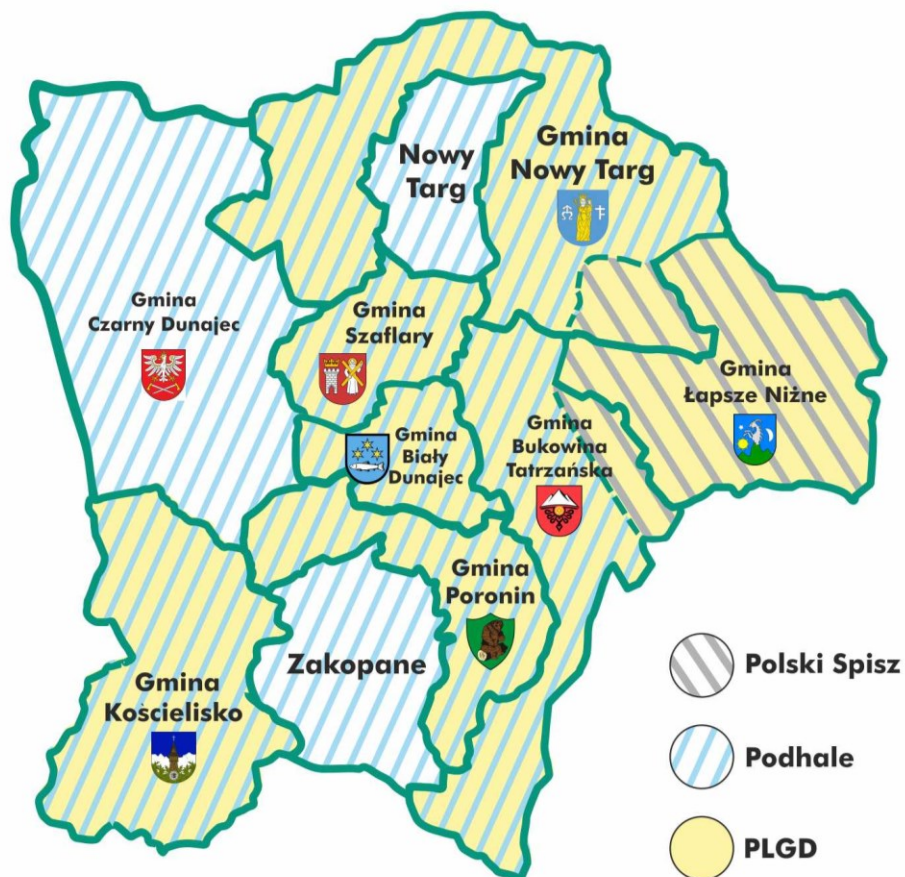 Nowy
Targ
Gmina
Nowy Targ
Gmina
Czarny Dunajec
Gmina
Szaflary
Gmina
Łapsze Niżne
Gmina
Biały
Dunajec
Gmina
Bukowina
Tatrzańska
Gmina
Poronin
Zakopane
Gmina
Kościelisko
Polski Spisz
Podhale
PLGD